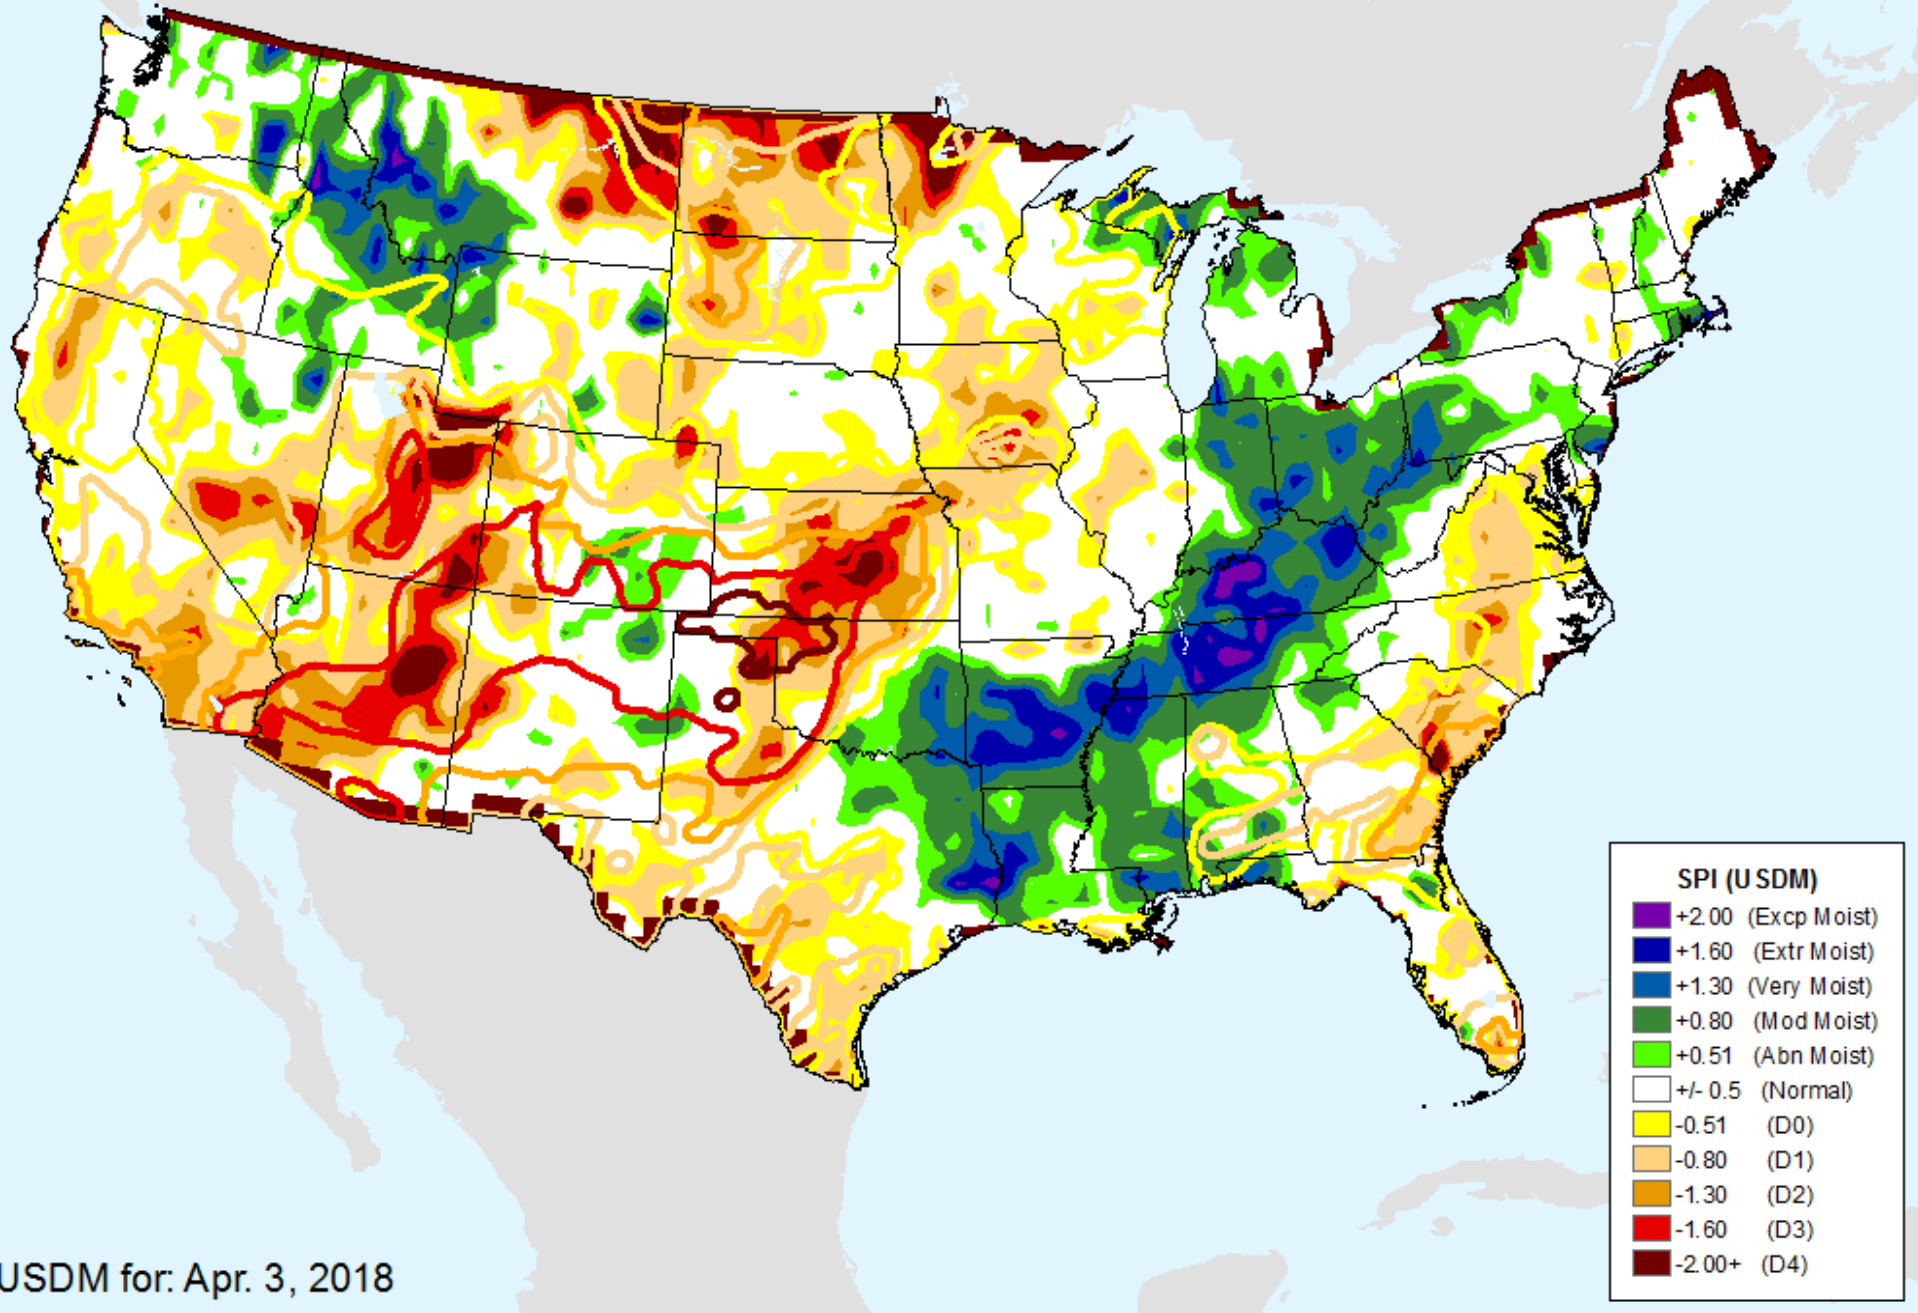 SPI (USDM)
+2.00 (Excp Moist)
+1.60 (Extr Moist)
+1.30 (Very Moist)
+0.80 (Mod Moist)
+0.51 (Abn Moist)
+/- 0.5 (Normal)
-0.51 (D0)
-0.80 (D1)
-1.30 (D2)
-1.60 (D3)
-2.00+ (D4)
USDM for: Apr. 3, 2018